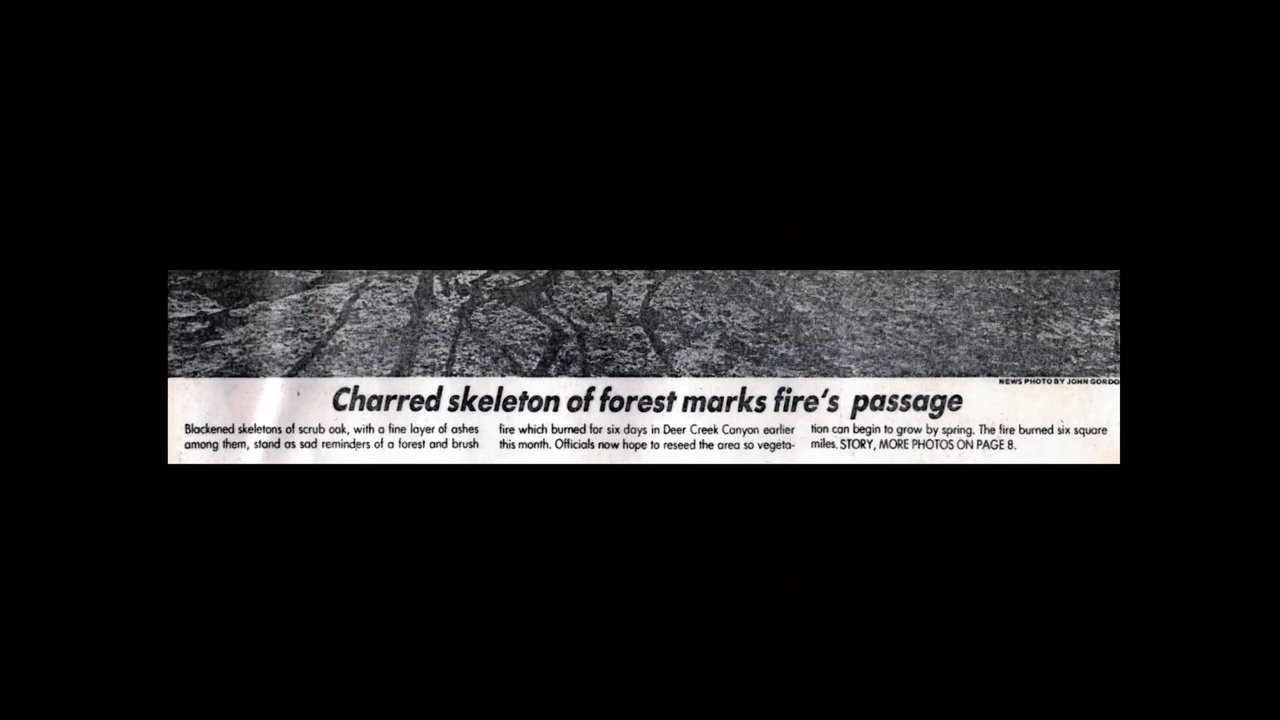 NEWS PHOTO BY JOHN GORDO
Charred skeleton of forest marks fire's passage
Blackened skeletons of scrub oak, with a fine layer of ashes
among them, stand as sad reminders of a forest and brush
fire which burned for six days in Deer Creek Canyon earlier
this month. Officials now hope to reseed the area so vegeta-
tion can begin to grow by spring. The fire burned six square
miles. STORY, MORE PHOTOS ON PAGE 8.